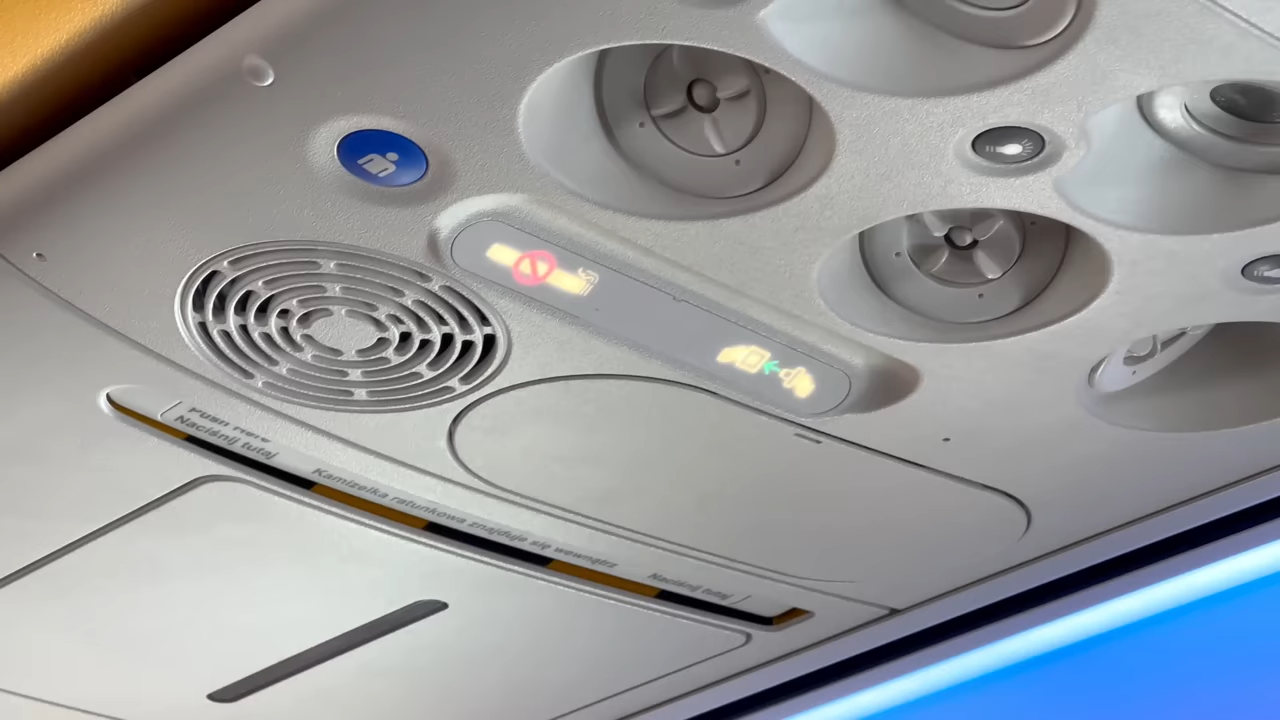 Push Here
Naciśnij tutaj
Kamizelka ratunkowa znajduje się wewnątrz
Naciśnij tutaj